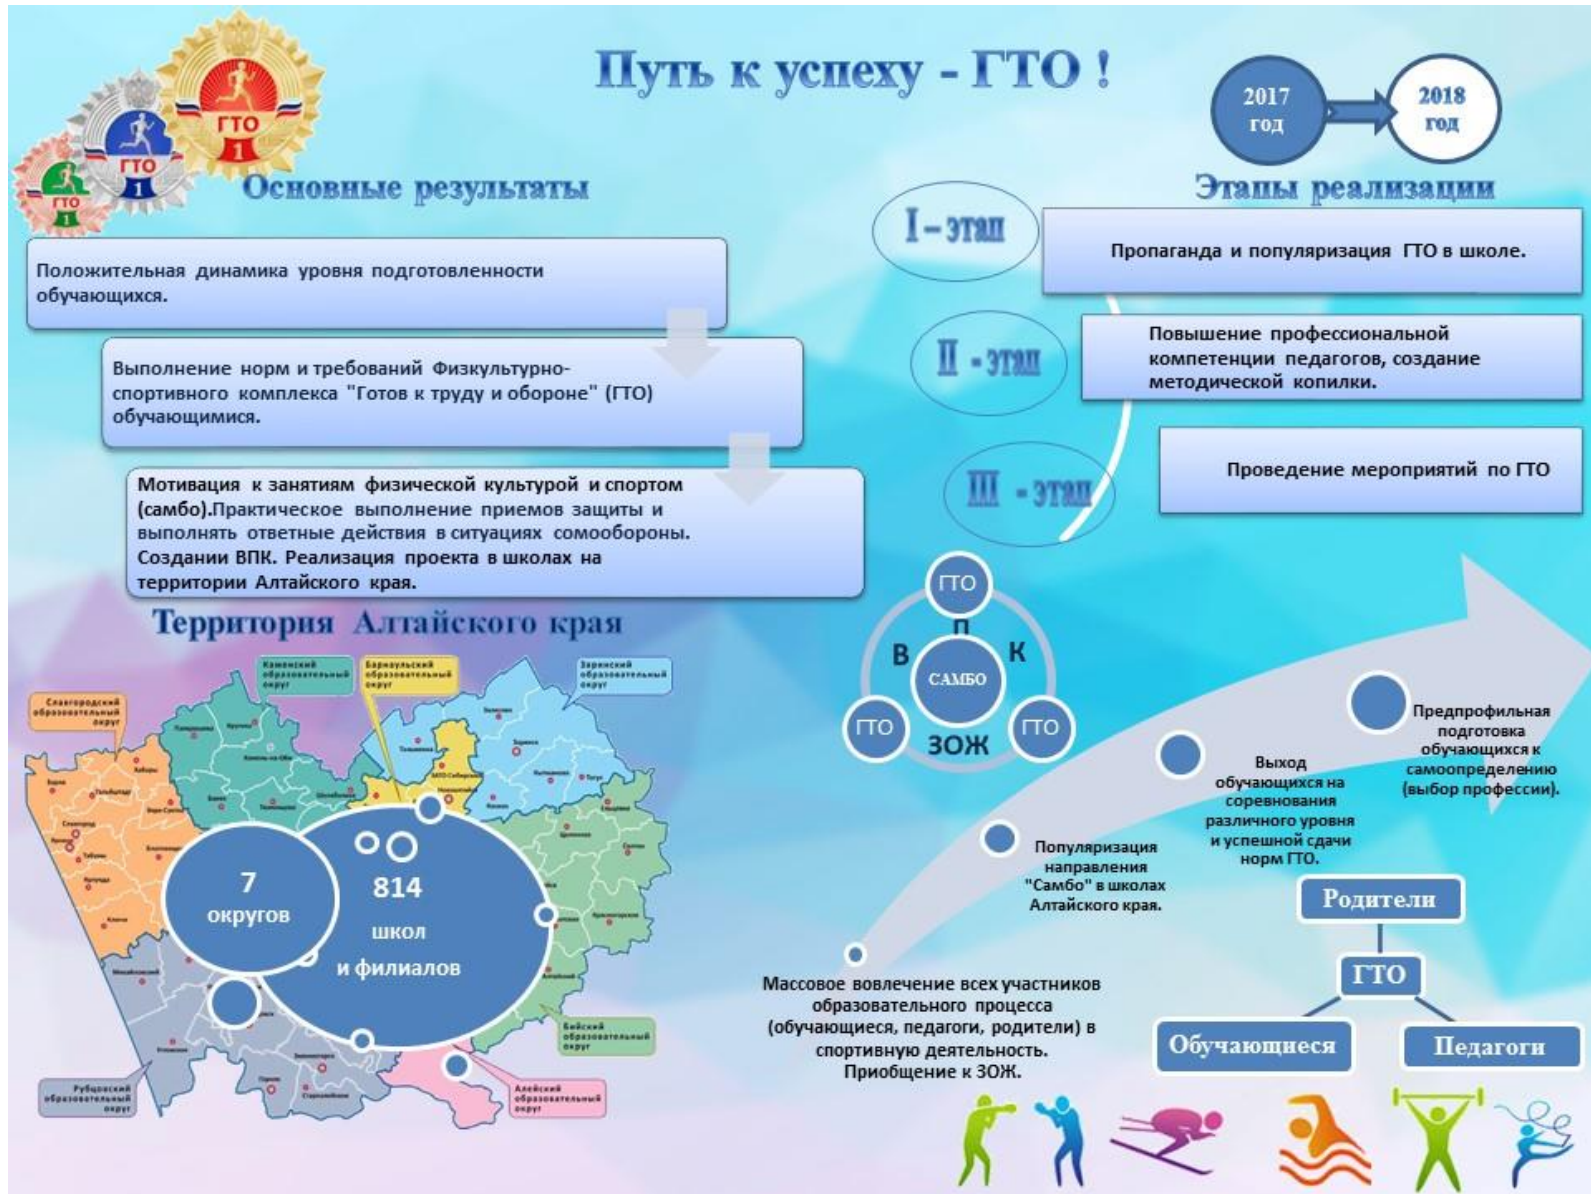 Путь к успеху - ГТО !
2017
год
2018
год
ГТО
1
ГТО
1
ГТО
1
Основные результаты
Положительная динамика уровня подготовленности
обучающихся.
Выполнение норм и требований Физкультурно-
спортивного комплекса "Готов к труду и обороне" (ГТО)
обучающимися.
Мотивация к занятиям физической культурой и спортом
(самбо).Практическое выполнение приемов защиты и
выполнять ответные действия в ситуациях сомообороны.
Создании ВПК. Реализация проекта в школах на
территории Алтайского края.
Этапы реализации
I – этап
Пропаганда и популяризация ГТО в школе.
II - этап
Повышение профессиональной
компетенции педагогов, создание
методической копилки.
III - этап
Проведение мероприятий по ГТО
Территория Алтайского края
Каменский
образовательный
округ
Барнаульский
образовательный
округ
Заринский
образовательный
округ
Славгородский
образовательный
округ
7
округов
814
школ
и филиалов
Бийский
образовательный
округ
Рубцовский
образовательный
округ
Алейский
образовательный
округ
ГТО
П
В
К
САМБО
ГТО
ГТО
ЗОЖ
Массовое вовлечение всех участников
образовательного процесса
(обучающиеся, педагоги, родители) в
спортивную деятельность.
Приобщение к ЗОЖ.
Популяризация
направления
"Самбо" в школах
Алтайского края.
Выход
обучающихся на
соревнования
различного уровня
и успешной сдачи
норм ГТО.
Предпрофильная
подготовка
обучающихся к
самоопределению
(выбор профессии).
Родители
ГТО
Обучающиеся
Педагоги